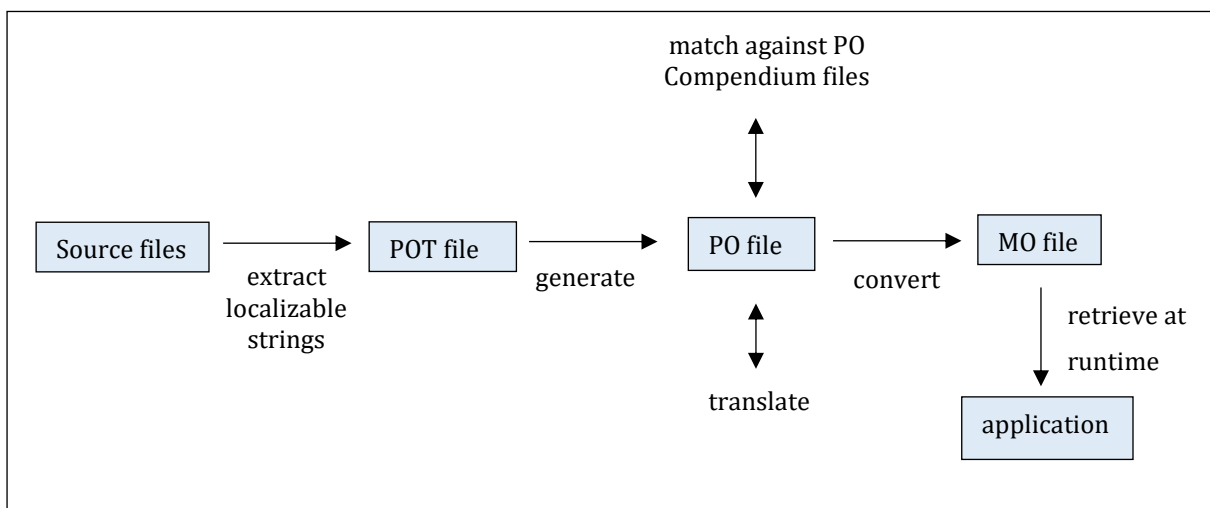 match against PO
Compendium files
Source files
extract
localizable
strings
POT file
generate
PO file
translate
convert
MO file
retrieve at
runtime
application